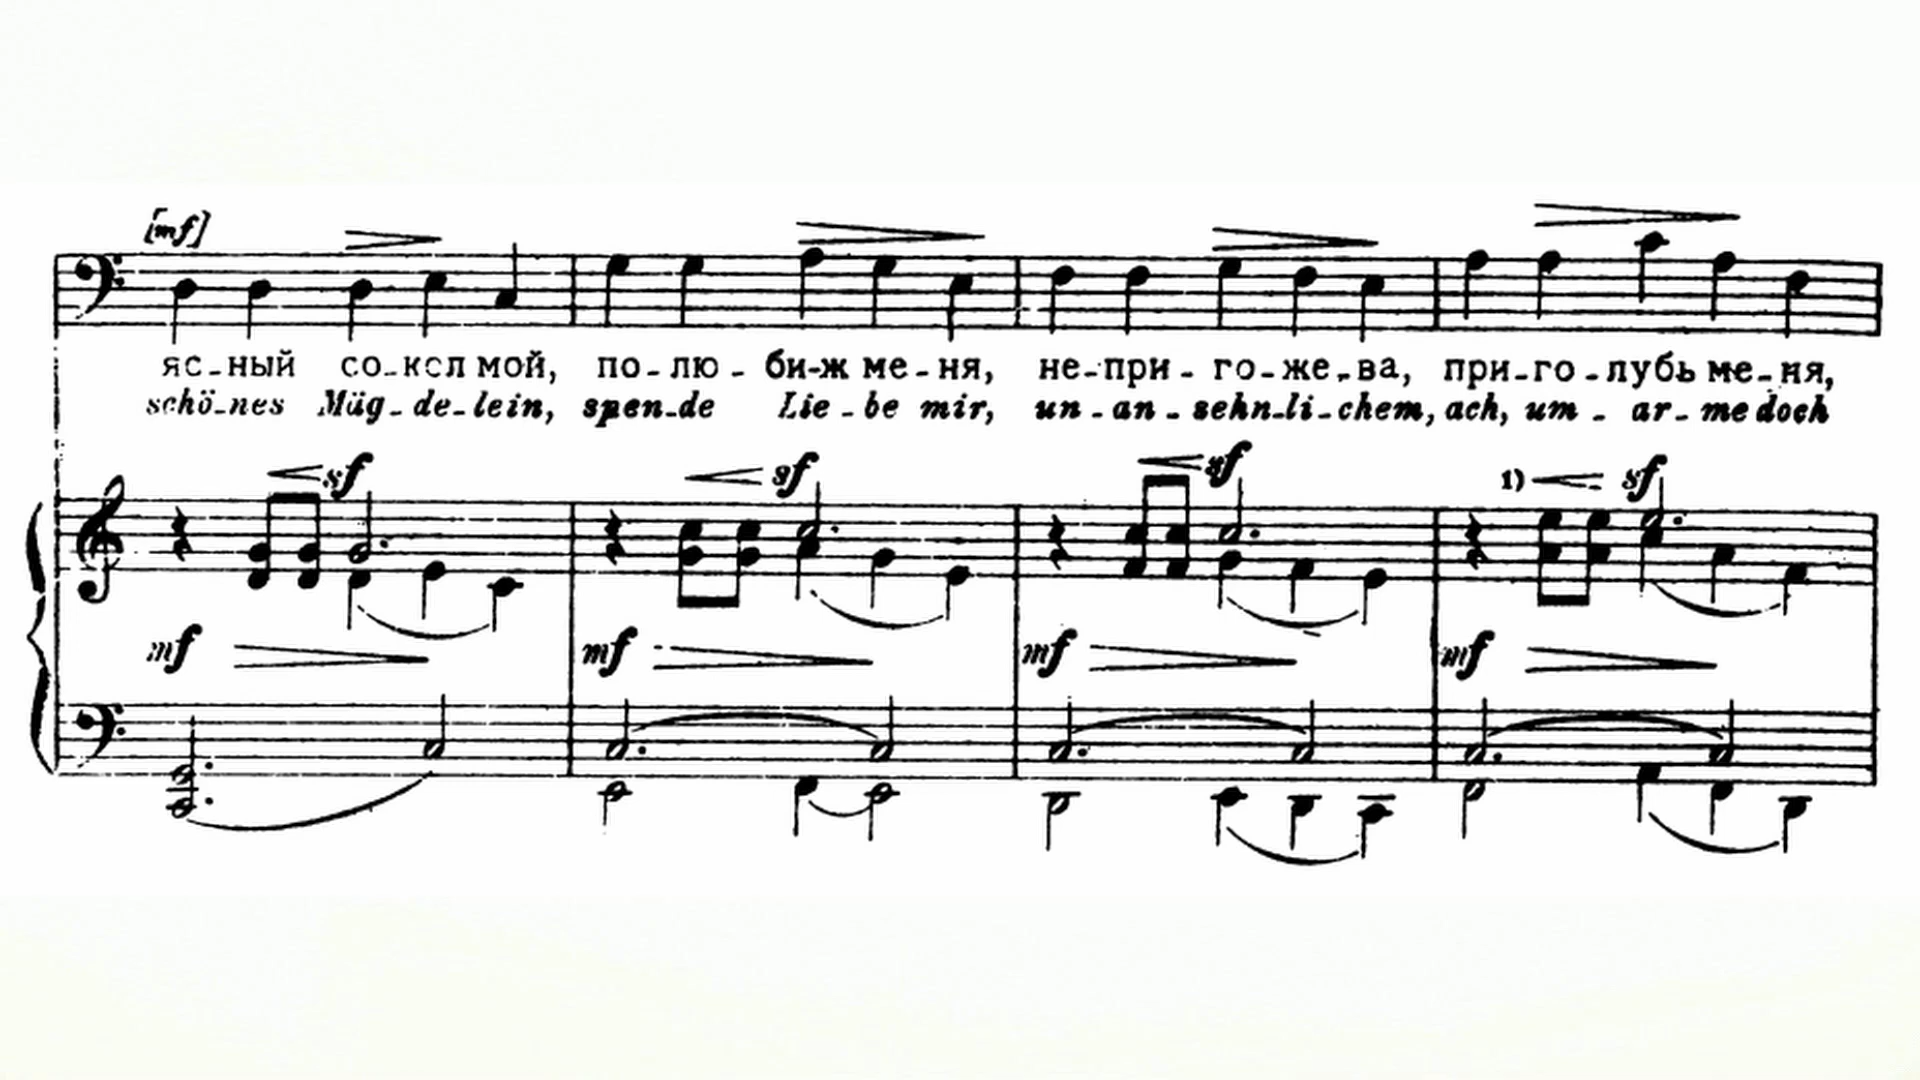 [mf]
яс-ный со-кол мой, по-лю-би-ж ме-ня, не-при-го-же-ва, при-го-лубь ме-ня,
schö-nes Müg-de-lein, spen-de Lie-be mir, un-an-sehn-li-chem, ach, um-ar-me doch
sf sf sf 1) sf
mf mf mf mf